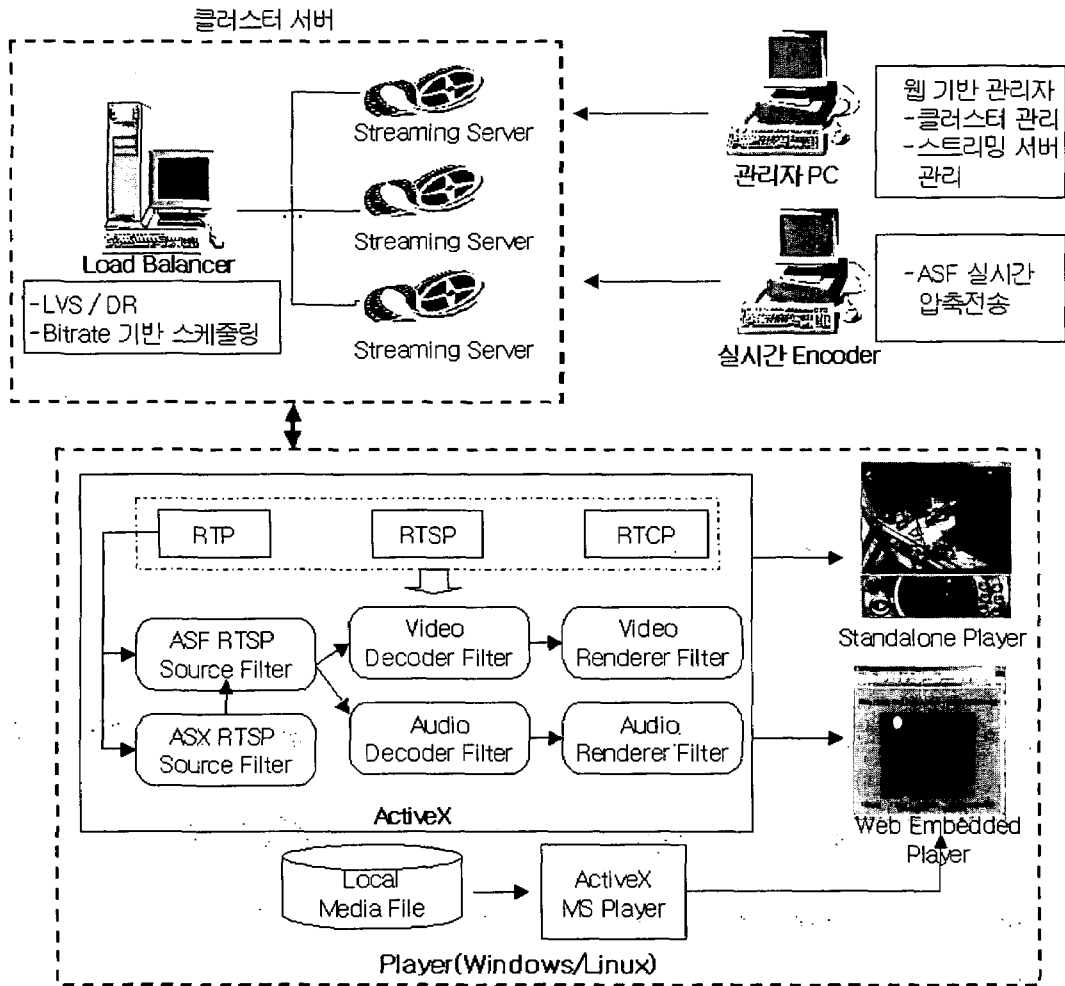 클러스터 서버
Streaming Server
Streaming Server
Streaming Server
Load Balancer
-LVS / DR
-Bitrate 기반 스케줄링
관리자 PC
웹 기반 관리자
-클러스터 관리
-스트리밍 서버
관리
실시간 Encoder
-ASF 실시간
압축전송
RTP
RTSP
RTCP
ASF RTSP
Source Filter
Video
Decoder Filter
Video
Renderer Filter
ASX RTSP
Source Filter
Audio
Decoder Filter
Audio
Renderer Filter
ActiveX
Standalone Player
Web Embedded
Player
Local
Media File
ActiveX
MS Player
Player(Windows/Linux)